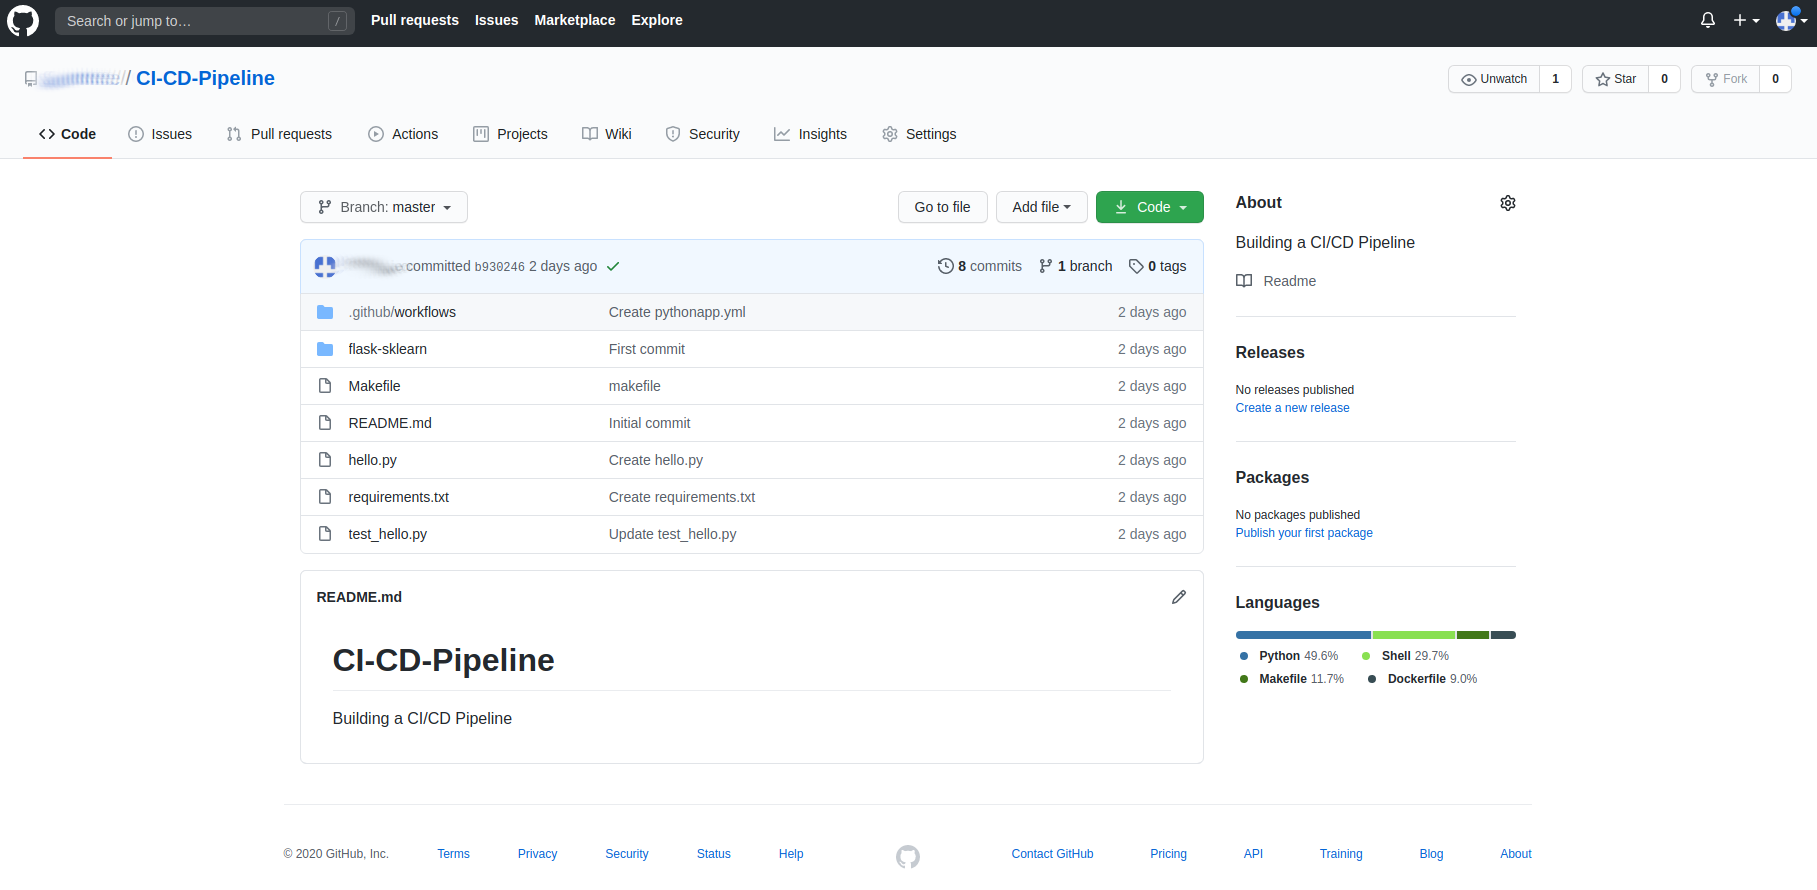 Search or jump to… / Pull requests Issues Marketplace Explore
/ CI-CD-Pipeline Unwatch 1 Star 0 Fork 0
Code Issues Pull requests Actions Projects Wiki Security Insights Settings
Branch: master Go to file Add file Code
committed b930246 2 days ago 8 commits 1 branch 0 tags
.github/workflows Create pythonapp.yml 2 days ago
flask-sklearn First commit 2 days ago
Makefile makefile 2 days ago
README.md Initial commit 2 days ago
hello.py Create hello.py 2 days ago
requirements.txt Create requirements.txt 2 days ago
test_hello.py Update test_hello.py 2 days ago
README.md
CI-CD-Pipeline
Building a CI/CD Pipeline
About
Building a CI/CD Pipeline
Readme
Releases
No releases published
Create a new release
Packages
No packages published
Publish your first package
Languages
Python 49.6% Shell 29.7%
Makefile 11.7% Dockerfile 9.0%
© 2020 GitHub, Inc. Terms Privacy Security Status Help Contact GitHub Pricing API Training Blog About